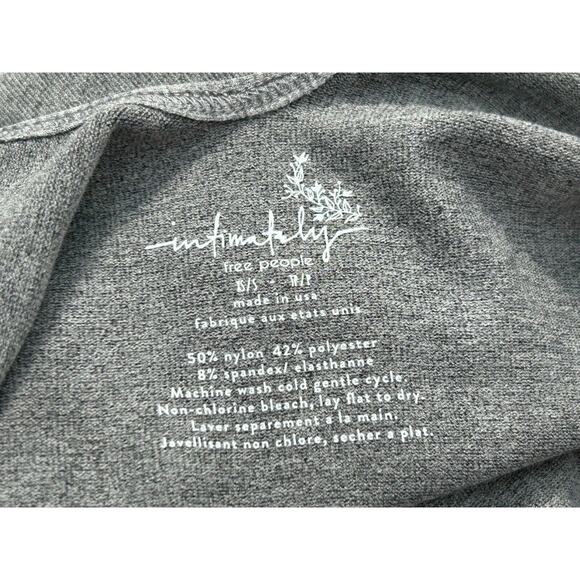 intimately
free people
made in usa
fabrique aux etats unis
50% nylon 42% polyester
8% spandex/ elasthanne
Machine wash cold gentle cycle.
Non-chlorine bleach, lay flat to dry.
Laver separement a la main.
Javellisant non chlore, secher a plat.